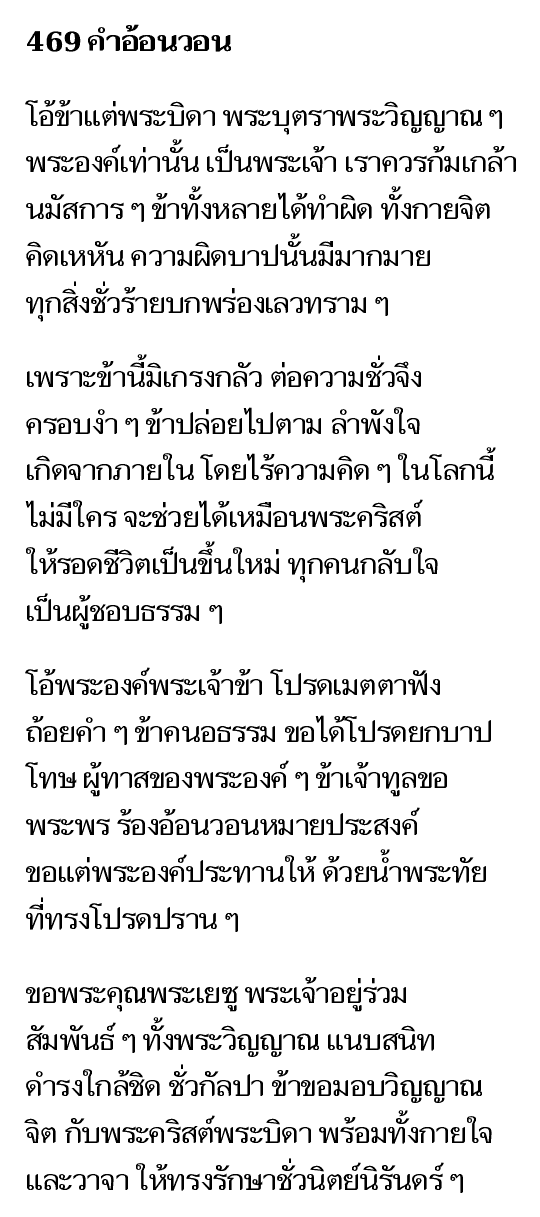 469 คำอ้อนวอน
โอ้ข้าแต่พระบิดา พระบุตราพระวิญญาณ ๆ
พระองค์เท่านั้น เป็นพระเจ้า เราควรก้มเกล้า
นมัสการ ๆ ข้าทั้งหลายได้ทำผิด ทั้งกายจิต
คิดเหหัน ความผิดบาปนั้นมีมากมาย
ทุกสิ่งชั่วร้ายบกพร่องเลวทราม ๆ
เพราะข้านี้มิเกรงกลัว ต่อความชั่วจึง
ครอบงำ ๆ ข้าปล่อยไปตาม ลำพังใจ
เกิดจากภายใน โดยไร้ความคิด ๆ ในโลกนี้
ไม่มีใคร จะช่วยได้เหมือนพระคริสต์
ให้รอดชีวิตเป็นขึ้นใหม่ ทุกคนกลับใจ
เป็นผู้ชอบธรรม ๆ
โอ้พระองค์พระเจ้าข้า โปรดเมตตาฟัง
ถ้อยคำ ๆ ข้าคนอธรรม ขอได้โปรดยกบาป
โทษ ผู้ทาสของพระองค์ ๆ ข้าเจ้าทูลขอ
พระพร ร้องอ้อนวอนหมายประสงค์
ขอแต่พระองค์ประทานให้ ด้วยน้ำพระทัย
ที่ทรงโปรดปราน ๆ
ขอพระคุณพระเยซู พระเจ้าอยู่ร่วม
สัมพันธ์ ๆ ทั้งพระวิญญาณ แนบสนิท
ดำรงใกล้ชิด ชั่วกัลปา ข้าขอมอบวิญญาณ
จิต กับพระคริสต์พระบิดา พร้อมทั้งกายใจ
และวาจา ให้ทรงรักษาชั่วนิตย์นิรันดร์ ๆ